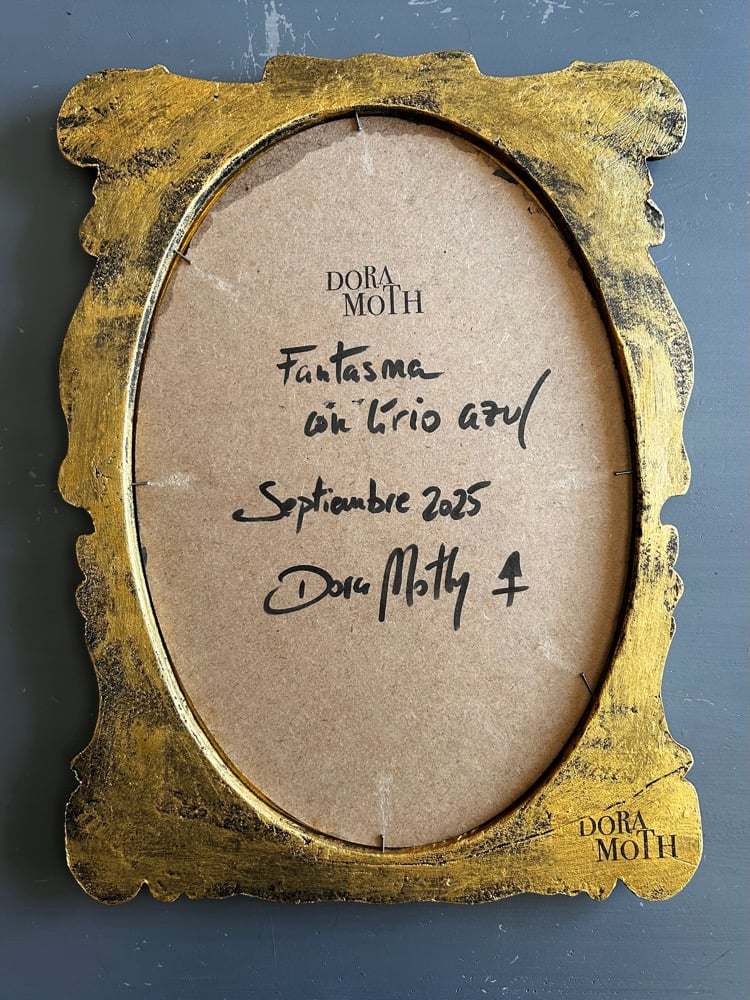 DORA
MOTH
Fantasma
con lirio azul
Septiembre 2025
Dora Moth
DORA
MOTH